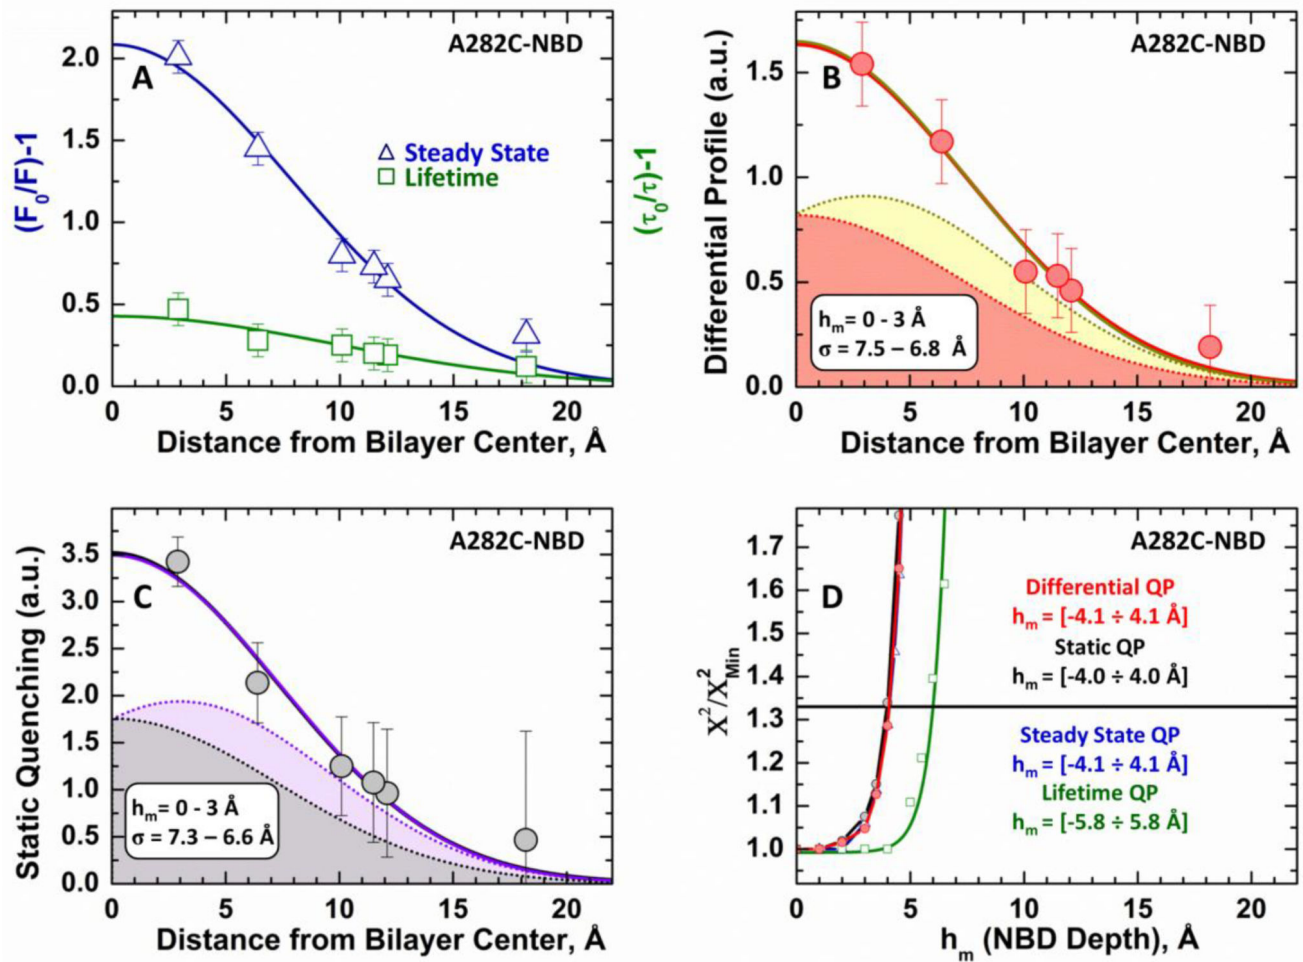 A282C-NBD
A
(F₀/F)-1
2.0
1.5
1.0
0.5
0.0
Steady State
Lifetime
(τ₀/τ)-1
0 5 10 15 20
Distance from Bilayer Center, Å
A282C-NBD
B
Differential Profile (a.u.)
1.5
1.0
0.5
0.0
hₘ= 0 - 3 Å
σ = 7.5 – 6.8 Å
0 5 10 15 20
Distance from Bilayer Center, Å
A282C-NBD
C
Static Quenching (a.u.)
3.5
3.0
2.5
2.0
1.5
1.0
0.5
0.0
hₘ= 0 - 3 Å
σ = 7.3 – 6.6 Å
0 5 10 15 20
Distance from Bilayer Center, Å
A282C-NBD
D
X²/X²Min
1.7
1.6
1.5
1.4
1.3
1.2
1.1
1.0
Differential QP
hₘ = [-4.1 ÷ 4.1 Å]
Static QP
hₘ = [-4.0 ÷ 4.0 Å]
Steady State QP
hₘ = [-4.1 ÷ 4.1 Å]
Lifetime QP
hₘ = [-5.8 ÷ 5.8 Å]
0 5 10 15 20
hₘ (NBD Depth), Å